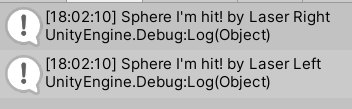 [18:02:10] Sphere I'm hit! by Laser Right
UnityEngine.Debug:Log(Object)
[18:02:10] Sphere I'm hit! by Laser Left
UnityEngine.Debug:Log(Object)